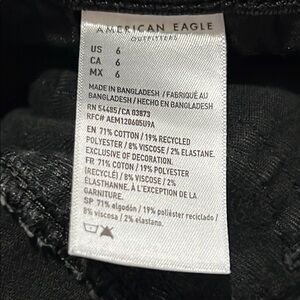 AMERICAN EAGLE
OUTFITTERS
US 6
CA 6
MX 6
MADE IN BANGLADESH / FABRIQUÉ AU
BANGLADESH / HECHO EN BANGLADESH
RN 54485/CA 03873
RFC# AEM120605U9A
EN 71% COTTON / 19% RECYCLED
POLYESTER / 8% VISCOSE / 2% ELASTANE.
EXCLUSIVE OF DECORATION.
FR 71% COTON / 19% POLYESTER
(RECYCLÉ) / 8% VISCOSE / 2%
ÉLASTHANNE. À L'EXCEPTION DE LA
GARNITURE.
SP 71% algodón / 19% poliéster reciclado /
8% viscosa / 2% elastano.